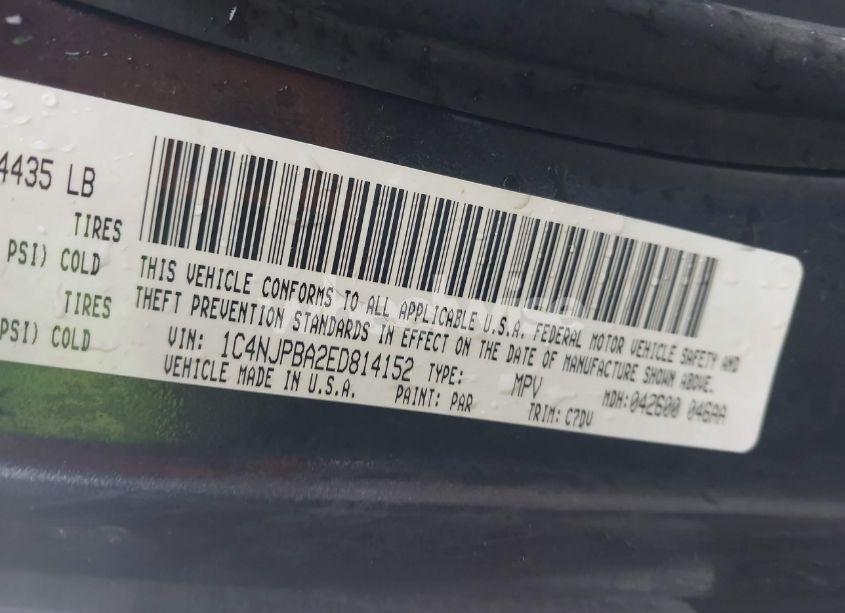 4435 LB
TIRES
PSI) COLD
TIRES
PSI) COLD
THIS VEHICLE CONFORMS TO ALL APPLICABLE U.S.A. FEDERAL MOTOR VEHICLE SAFETY AND
THEFT PREVENTION STANDARDS IN EFFECT ON THE DATE OF MANUFACTURE SHOWN ABOVE.
VIN: 1C4NJPBA2ED814152 TYPE: MPV MDH:042600 046AA
VEHICLE MADE IN U.S.A. PAINT: PAR TRIM: C7DV